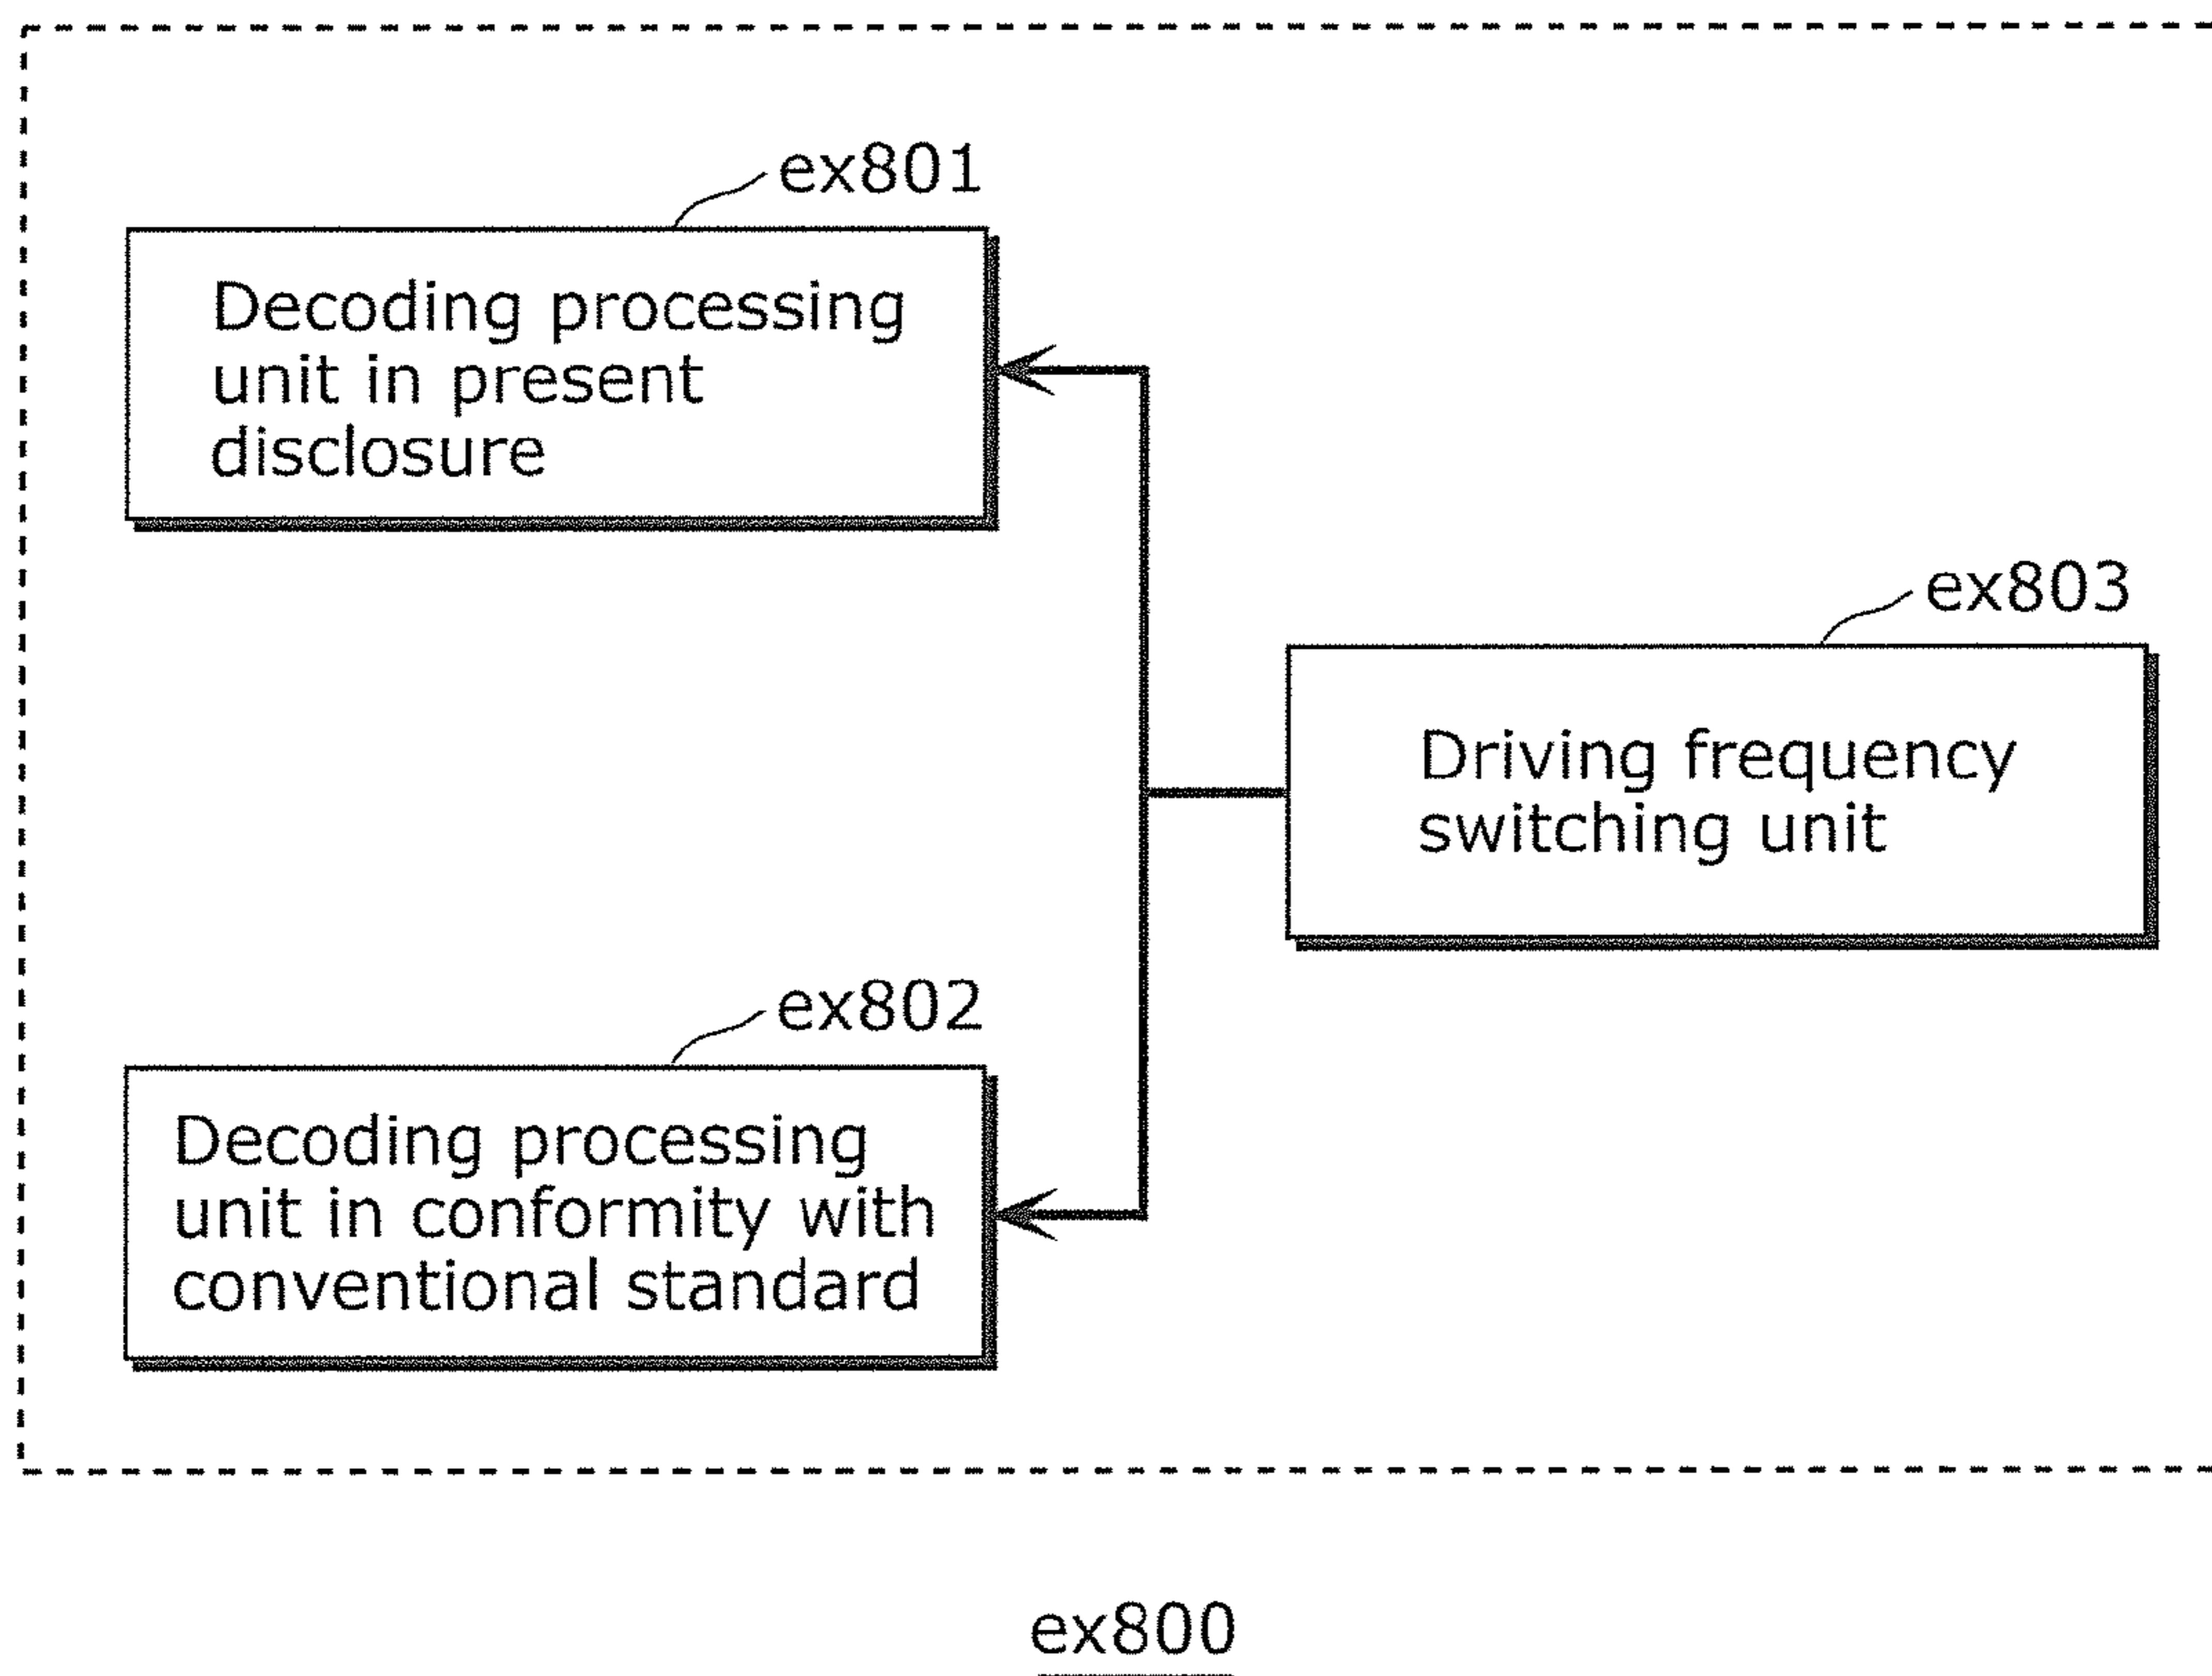 ex801
Decoding processing
unit in present
disclosure
ex803
Driving frequency
switching unit
ex802
Decoding processing
unit in conformity with
conventional standard
ex800